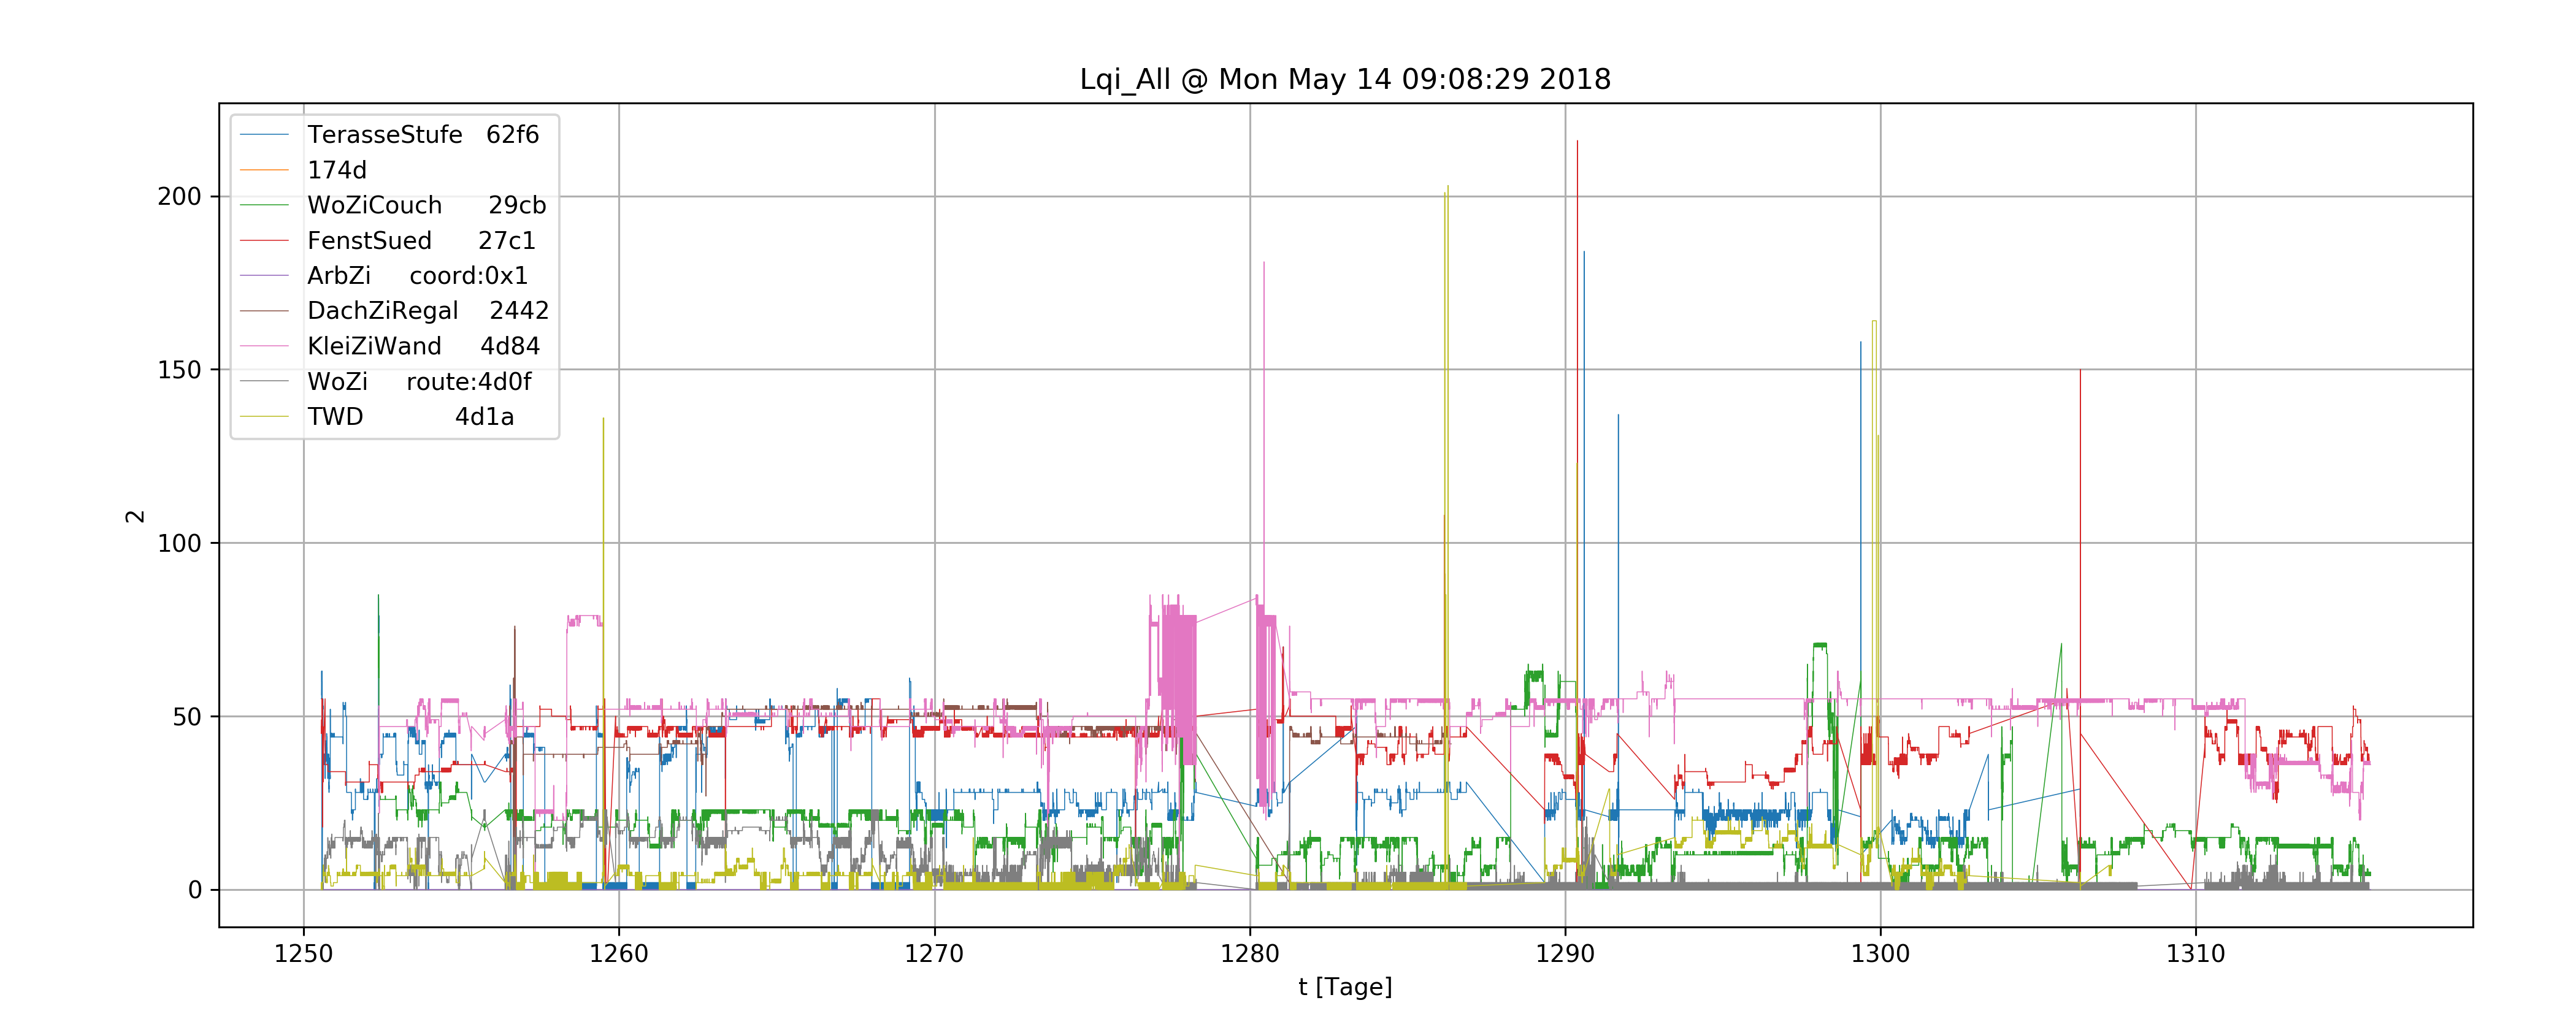 Lqi_All @ Mon May 14 09:08:29 2018
TerasseStufe 62f6
174d
WoZiCouch 29cb
FenstSued 27c1
ArbZi coord:0x1
DachZiRegal 2442
KleiZiWand 4d84
WoZi route:4d0f
TWD 4d1a
200
150
100
50
0
2
1250 1260 1270 1280 1290 1300 1310
t [Tage]